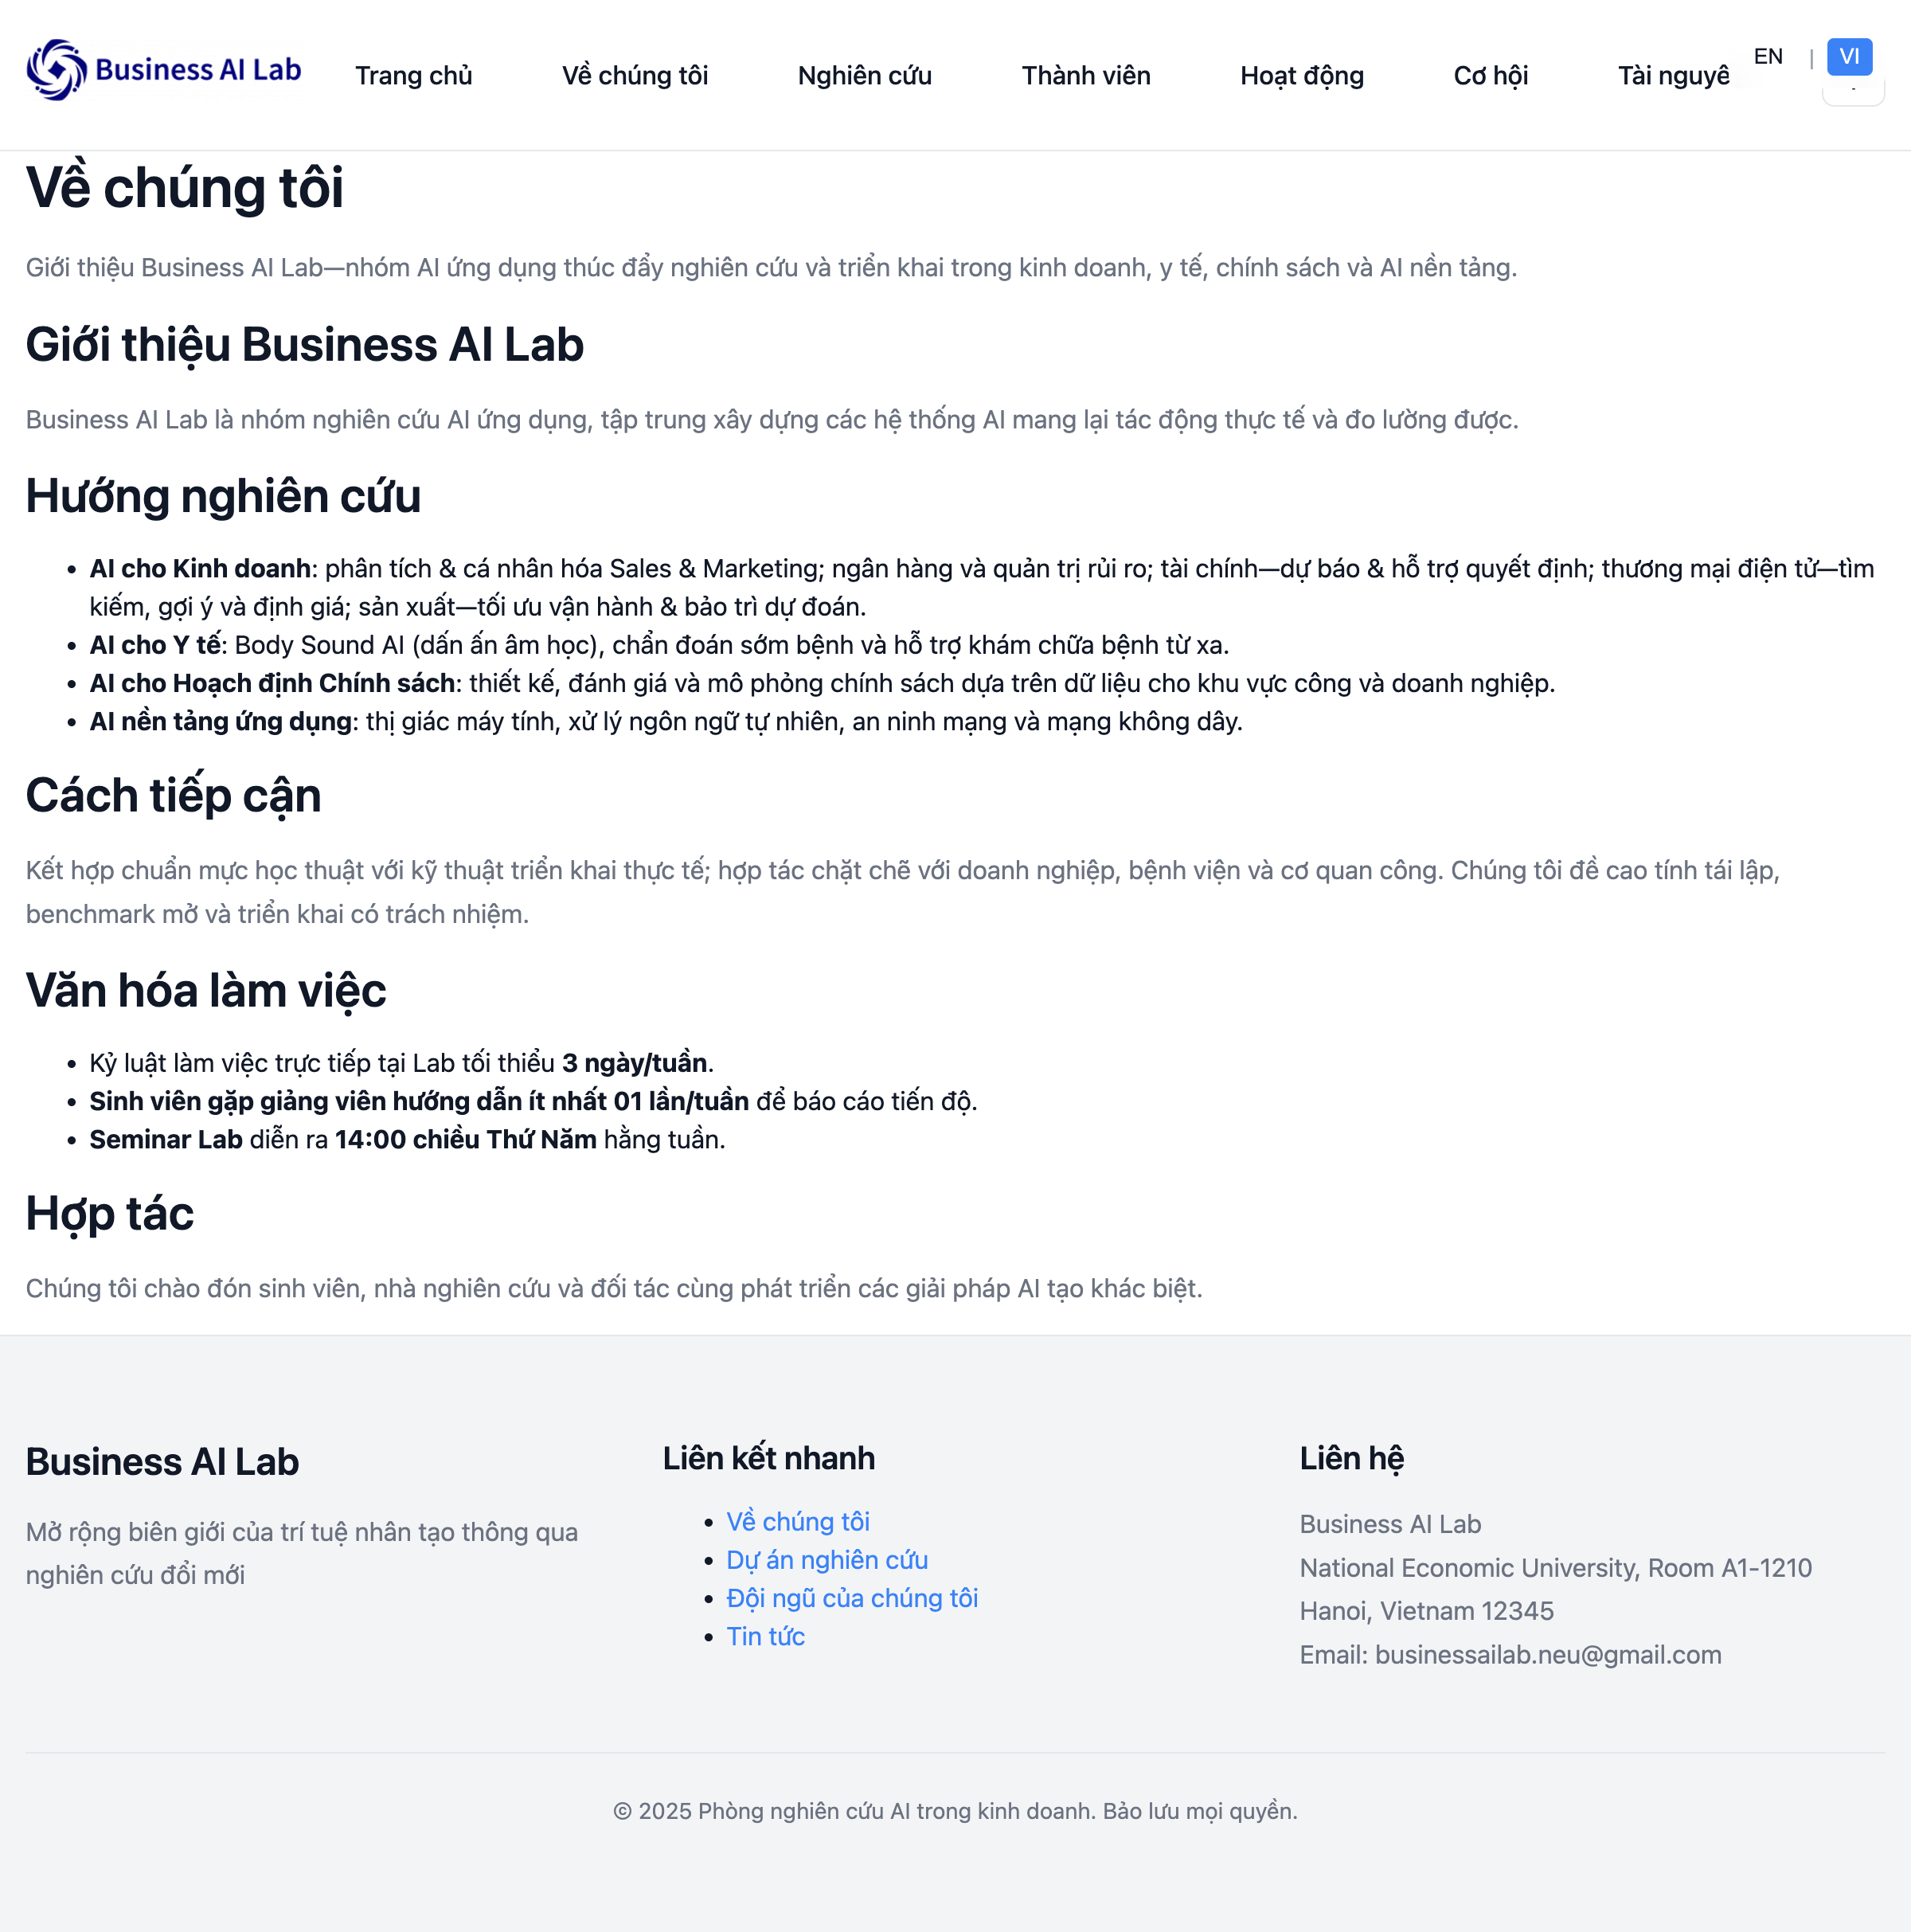 Business AI Lab
Trang chủ
Về chúng tôi
Nghiên cứu
Thành viên
Hoạt động
Cơ hội
Tài nguyê
EN | VI
Về chúng tôi
Giới thiệu Business AI Lab—nhóm AI ứng dụng thúc đẩy nghiên cứu và triển khai trong kinh doanh, y tế, chính sách và AI nền tảng.
Giới thiệu Business AI Lab
Business AI Lab là nhóm nghiên cứu AI ứng dụng, tập trung xây dựng các hệ thống AI mang lại tác động thực tế và đo lường được.
Hướng nghiên cứu
• AI cho Kinh doanh: phân tích & cá nhân hóa Sales & Marketing; ngân hàng và quản trị rủi ro; tài chính—dự báo & hỗ trợ quyết định; thương mại điện tử—tìm
kiếm, gợi ý và định giá; sản xuất—tối ưu vận hành & bảo trì dự đoán.
• AI cho Y tế: Body Sound AI (dấn ấn âm học), chẩn đoán sớm bệnh và hỗ trợ khám chữa bệnh từ xa.
• AI cho Hoạch định Chính sách: thiết kế, đánh giá và mô phỏng chính sách dựa trên dữ liệu cho khu vực công và doanh nghiệp.
• AI nền tảng ứng dụng: thị giác máy tính, xử lý ngôn ngữ tự nhiên, an ninh mạng và mạng không dây.
Cách tiếp cận
Kết hợp chuẩn mực học thuật với kỹ thuật triển khai thực tế; hợp tác chặt chẽ với doanh nghiệp, bệnh viện và cơ quan công. Chúng tôi đề cao tính tái lập,
benchmark mở và triển khai có trách nhiệm.
Văn hóa làm việc
• Kỷ luật làm việc trực tiếp tại Lab tối thiểu 3 ngày/tuần.
• Sinh viên gặp giảng viên hướng dẫn ít nhất 01 lần/tuần để báo cáo tiến độ.
• Seminar Lab diễn ra 14:00 chiều Thứ Năm hằng tuần.
Hợp tác
Chúng tôi chào đón sinh viên, nhà nghiên cứu và đối tác cùng phát triển các giải pháp AI tạo khác biệt.
Business AI Lab
Mở rộng biên giới của trí tuệ nhân tạo thông qua
nghiên cứu đổi mới
Liên kết nhanh
• Về chúng tôi
• Dự án nghiên cứu
• Đội ngũ của chúng tôi
• Tin tức
Liên hệ
Business AI Lab
National Economic University, Room A1-1210
Hanoi, Vietnam 12345
Email: businessailab.neu@gmail.com
© 2025 Phòng nghiên cứu AI trong kinh doanh. Bảo lưu mọi quyền.